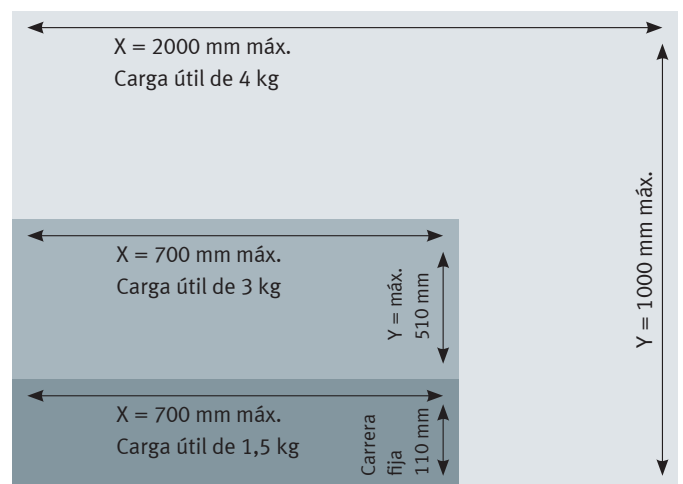 X = 2000 mm máx.
Carga útil de 4 kg
Y = 1000 mm máx.
X = 700 mm máx.
Carga útil de 3 kg
Y = máx.
510 mm
X = 700 mm máx.
Carga útil de 1,5 kg
Carrera
fija
110 mm